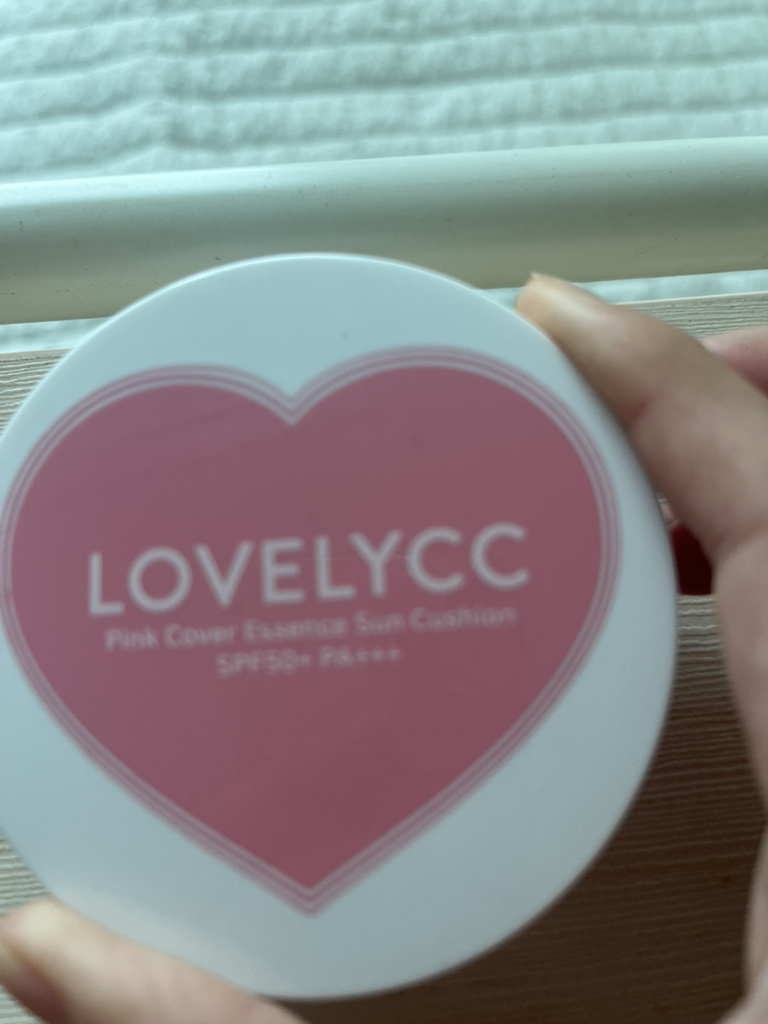 LOVELYCC
Pink Cover Essence Sun Cushion
SPF50+ PA+++